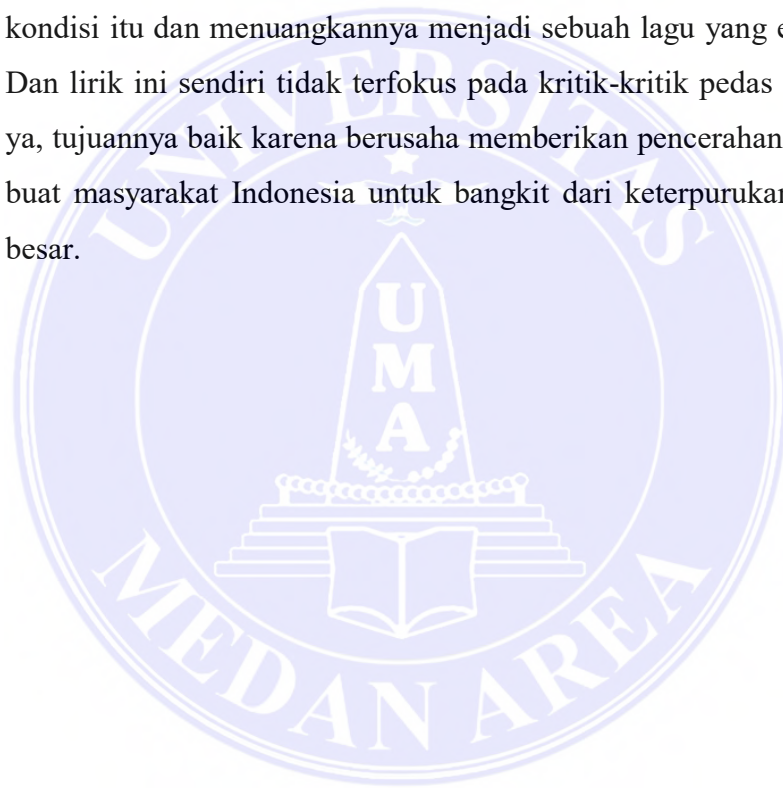 kondisi itu dan menuangkannya menjadi sebuah lagu yang
Dan lirik ini sendiri tidak terfokus pada kritik-kritik pedas
ya, tujuannya baik karena berusaha memberikan pencerahan
buat masyarakat Indonesia untuk bangkit dari keterpurukan
besar.
UNIVERSITAS
UMA
MEDAN AREA